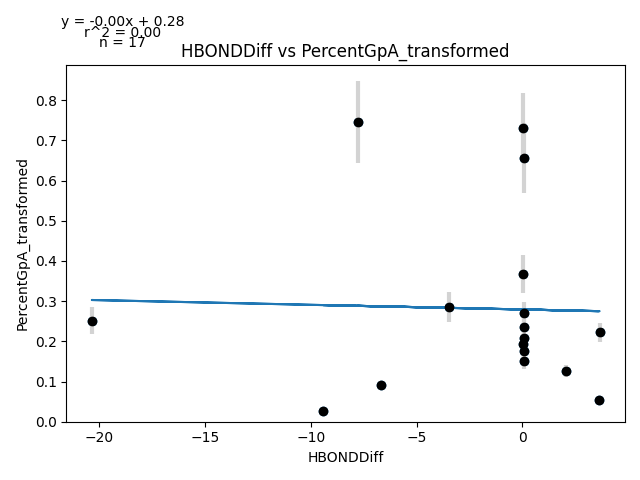 y = -0.00x + 0.28
r^2 = 0.00
n = 17
HBONDDiff vs PercentGpA_transformed
PercentGpA_transformed
0.8
0.7
0.6
0.5
0.4
0.3
0.2
0.1
0.0
−20
−15
−10
−5
0
HBONDDiff